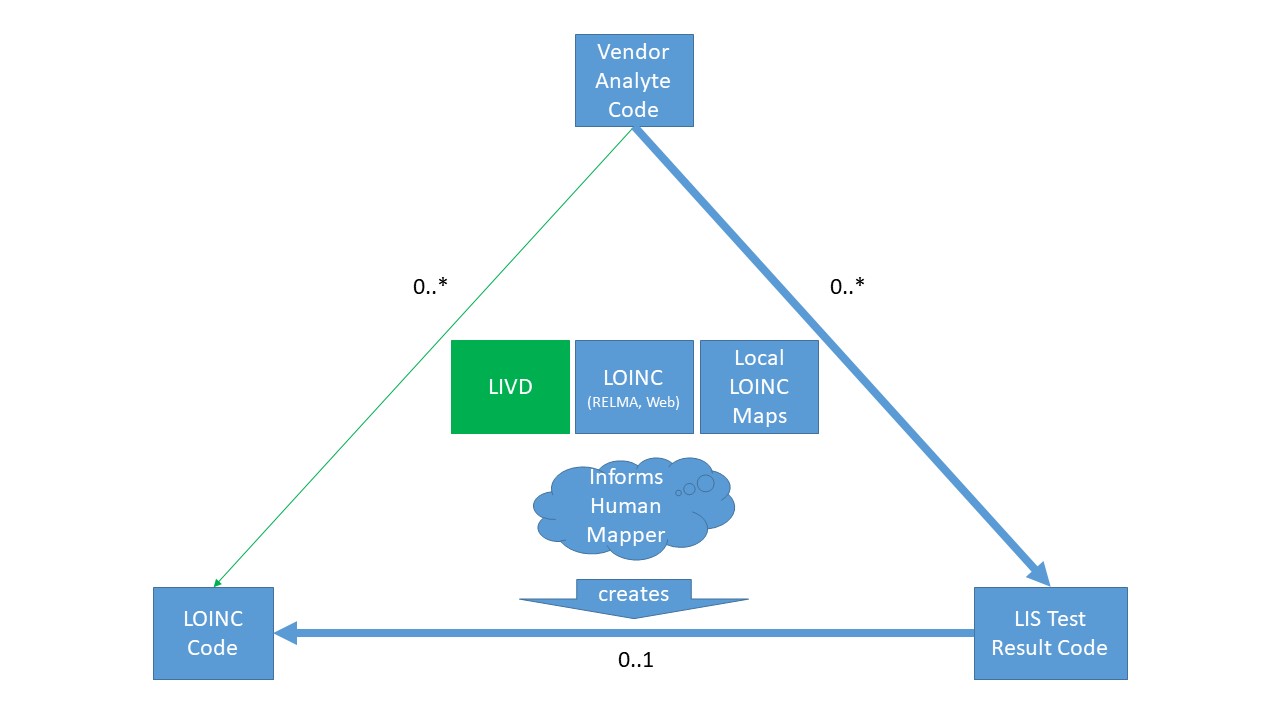 Vendor
Analyte
Code
0..*
0..*
LIVD
LOINC
(RELMA, Web)
Local
LOINC
Maps
Informs
Human
Mapper
creates
LOINC
Code
0..1
LIS Test
Result Code